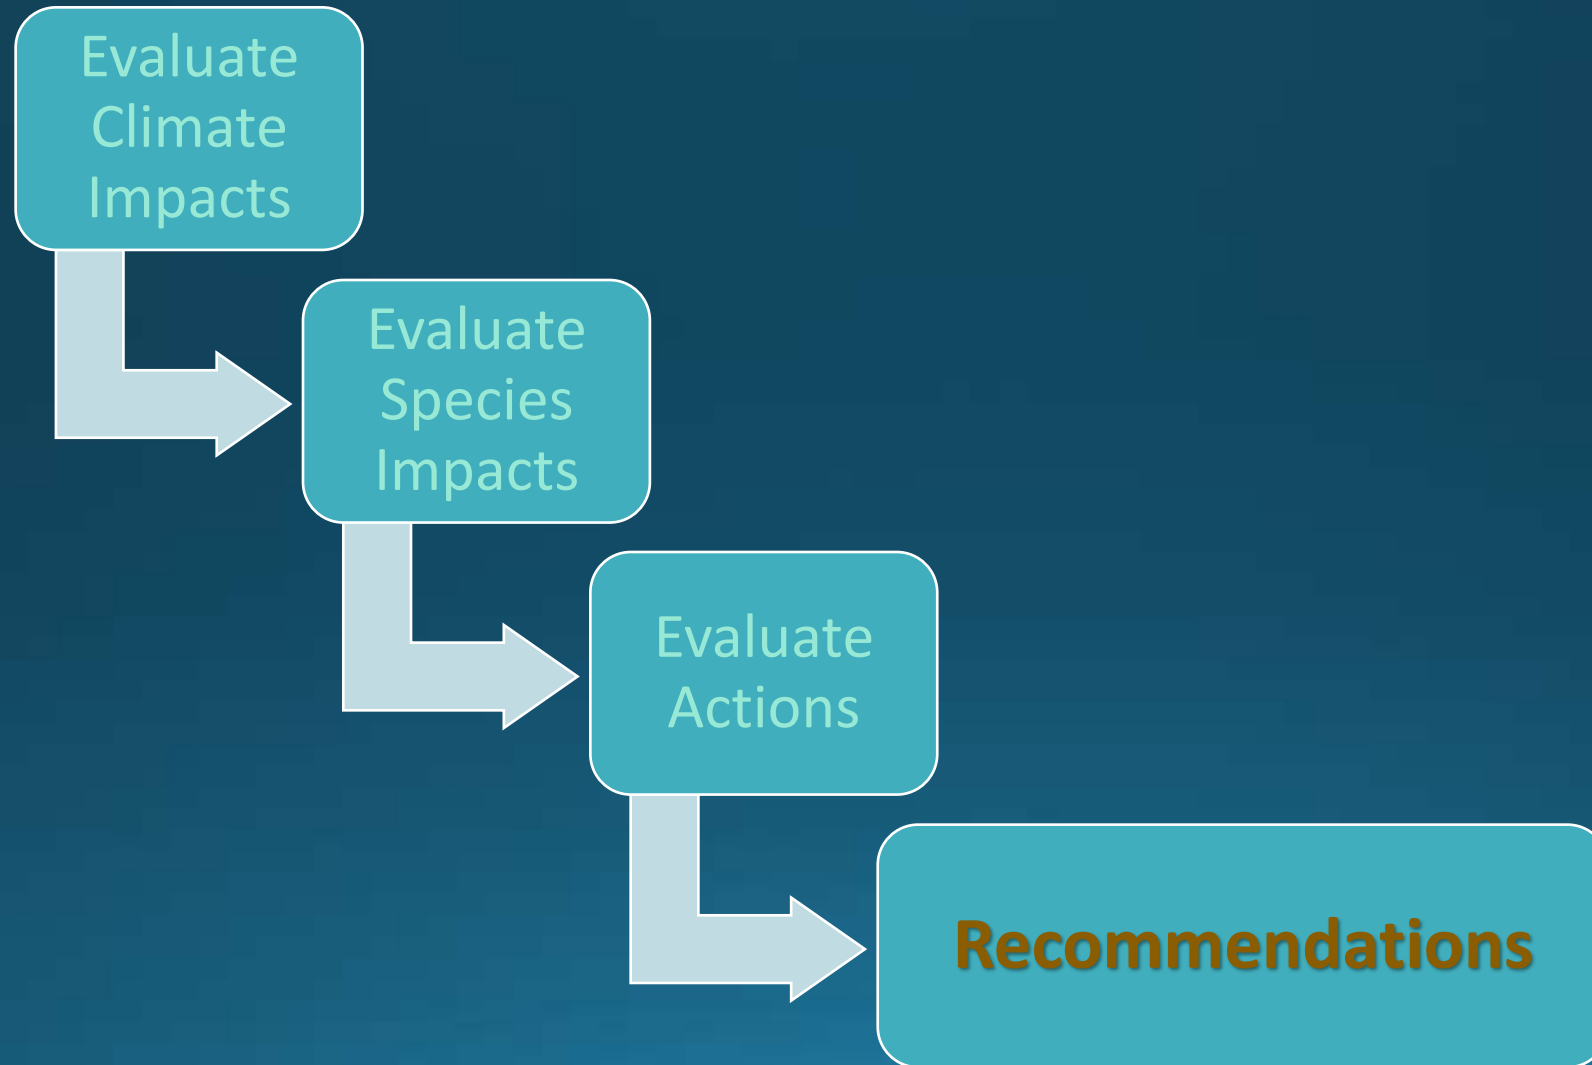 Evaluate
Climate
Impacts
Evaluate
Species
Impacts
Evaluate
Actions
Recommendations